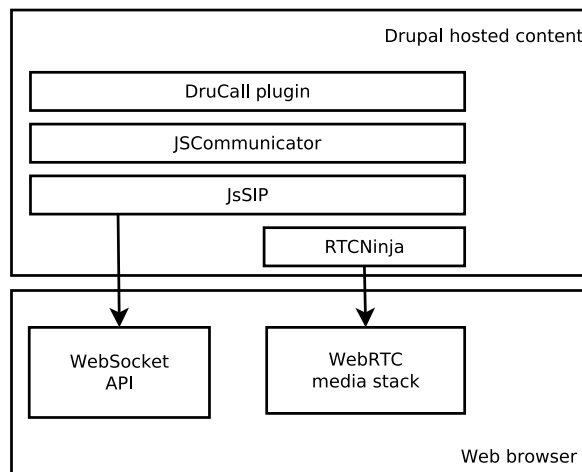 Drupal hosted content
DruCall plugin
JSCommunicator
JsSIP
RTCNinja
WebSocket
API
WebRTC
media stack
Web browser